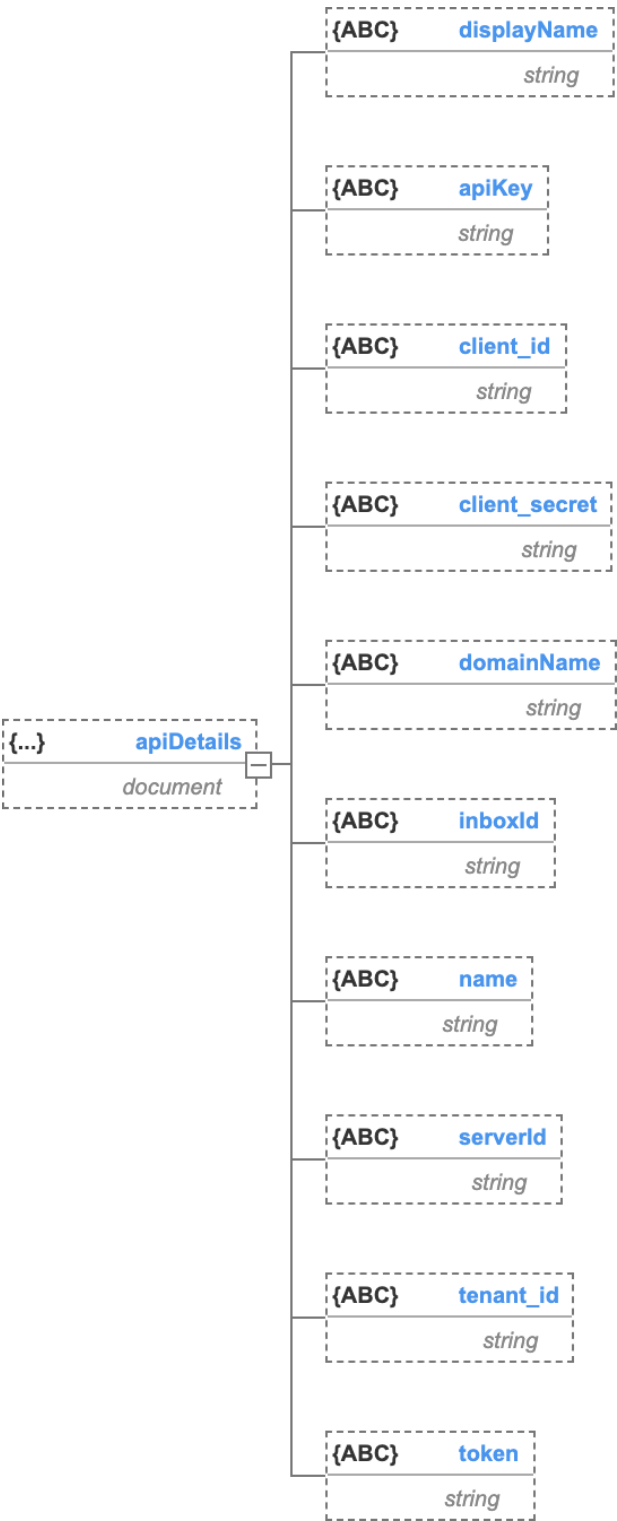 {ABC} displayName
string
{ABC} apiKey
string
{ABC} client_id
string
{ABC} client_secret
string
{ABC} domainName
string
{...} apiDetails
document
{ABC} inboxId
string
{ABC} name
string
{ABC} serverId
string
{ABC} tenant_id
string
{ABC} token
string